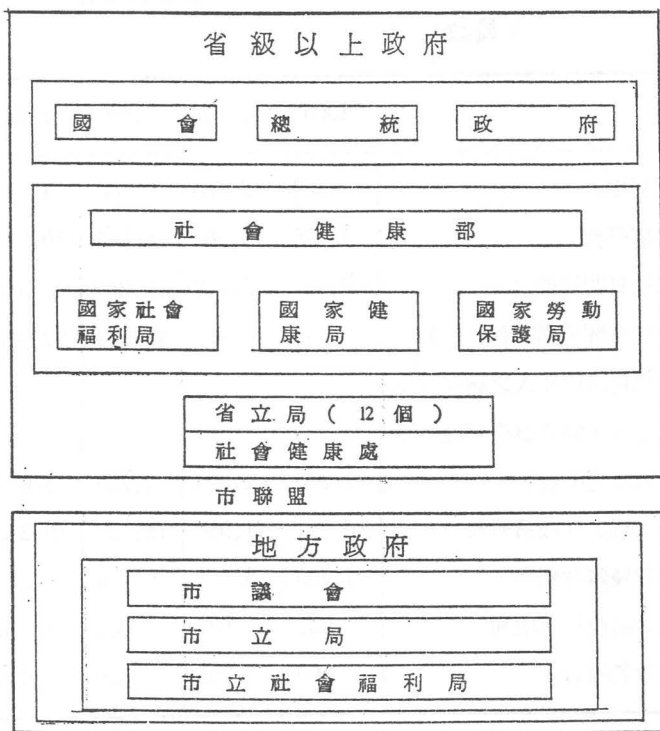 省級以上政府
國會
總統
政府
社會健康部
國家社會
福利局
國家健
康局
國家勞動
保護局
省立局(12個)
社會健康處
市聯盟
地方政府
市議會
市立局
市立社會福利局